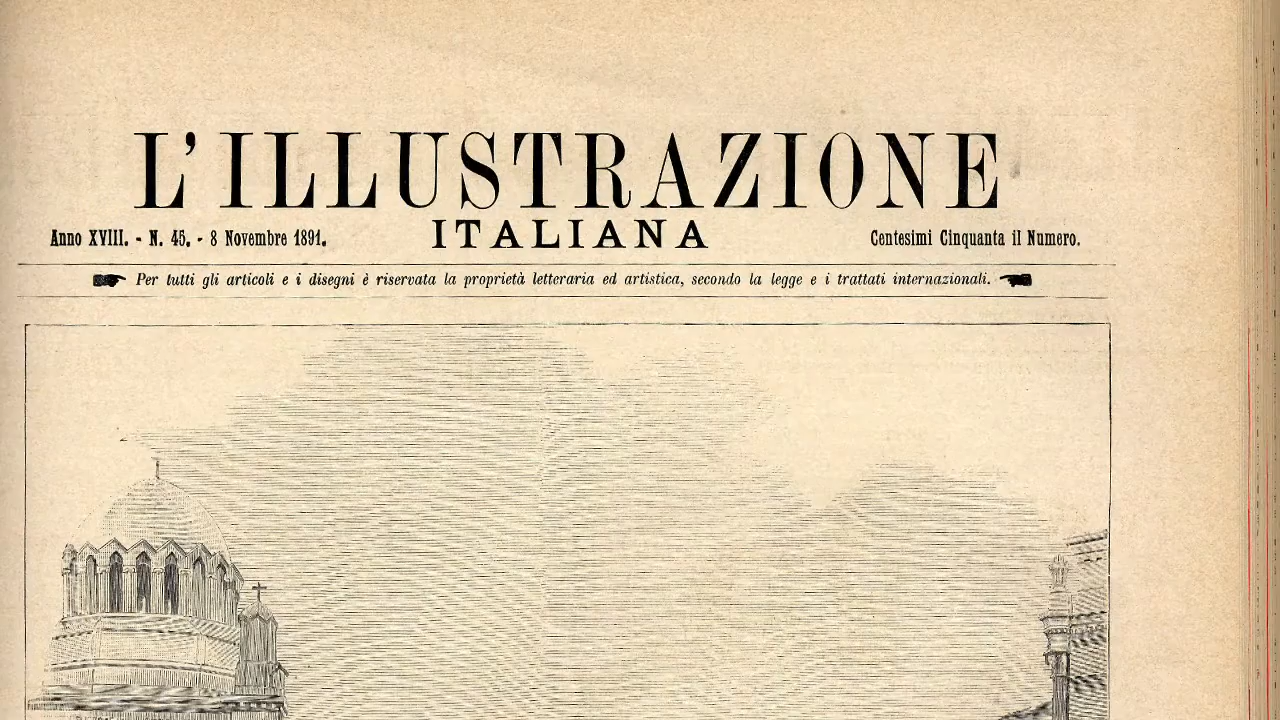 L'ILLUSTRAZIONE
ITALIANA
Anno XVIII. - N. 45. - 8 Novembre 1891.
Centesimi Cinquanta il Numero.
Per tutti gli articoli e i disegni è riservata la proprietà letteraria ed artistica, secondo la legge e i trattati internazionali.